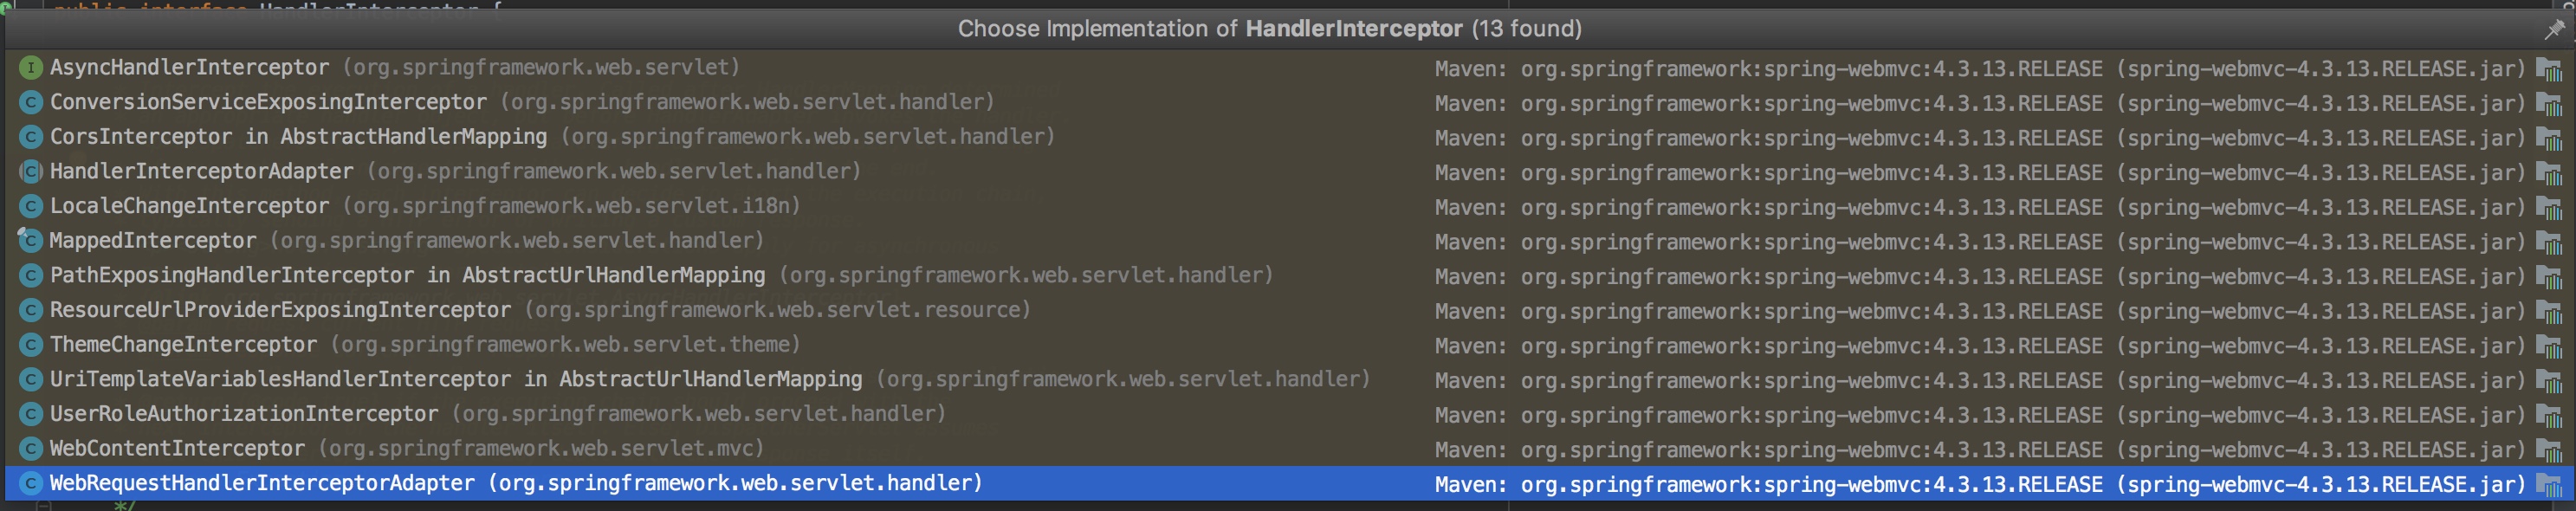 public interface HandlerInterceptor {
Choose Implementation of HandlerInterceptor (13 found)
I AsyncHandlerInterceptor (org.springframework.web.servlet) Maven: org.springframework:spring-webmvc:4.3.13.RELEASE (spring-webmvc-4.3.13.RELEASE.jar)
C ConversionServiceExposingInterceptor (org.springframework.web.servlet.handler) Maven: org.springframework:spring-webmvc:4.3.13.RELEASE (spring-webmvc-4.3.13.RELEASE.jar)
C CorsInterceptor in AbstractHandlerMapping (org.springframework.web.servlet.handler) Maven: org.springframework:spring-webmvc:4.3.13.RELEASE (spring-webmvc-4.3.13.RELEASE.jar)
C HandlerInterceptorAdapter (org.springframework.web.servlet.handler) Maven: org.springframework:spring-webmvc:4.3.13.RELEASE (spring-webmvc-4.3.13.RELEASE.jar)
C LocaleChangeInterceptor (org.springframework.web.servlet.i18n) Maven: org.springframework:spring-webmvc:4.3.13.RELEASE (spring-webmvc-4.3.13.RELEASE.jar)
C MappedInterceptor (org.springframework.web.servlet.handler) Maven: org.springframework:spring-webmvc:4.3.13.RELEASE (spring-webmvc-4.3.13.RELEASE.jar)
C PathExposingHandlerInterceptor in AbstractUrlHandlerMapping (org.springframework.web.servlet.handler) Maven: org.springframework:spring-webmvc:4.3.13.RELEASE (spring-webmvc-4.3.13.RELEASE.jar)
C ResourceUrlProviderExposingInterceptor (org.springframework.web.servlet.resource) Maven: org.springframework:spring-webmvc:4.3.13.RELEASE (spring-webmvc-4.3.13.RELEASE.jar)
C ThemeChangeInterceptor (org.springframework.web.servlet.theme) Maven: org.springframework:spring-webmvc:4.3.13.RELEASE (spring-webmvc-4.3.13.RELEASE.jar)
C UriTemplateVariablesHandlerInterceptor in AbstractUrlHandlerMapping (org.springframework.web.servlet.handler) Maven: org.springframework:spring-webmvc:4.3.13.RELEASE (spring-webmvc-4.3.13.RELEASE.jar)
C UserRoleAuthorizationInterceptor (org.springframework.web.servlet.handler) Maven: org.springframework:spring-webmvc:4.3.13.RELEASE (spring-webmvc-4.3.13.RELEASE.jar)
C WebContentInterceptor (org.springframework.web.servlet.mvc) Maven: org.springframework:spring-webmvc:4.3.13.RELEASE (spring-webmvc-4.3.13.RELEASE.jar)
C WebRequestHandlerInterceptorAdapter (org.springframework.web.servlet.handler) Maven: org.springframework:spring-webmvc:4.3.13.RELEASE (spring-webmvc-4.3.13.RELEASE.jar)
*/